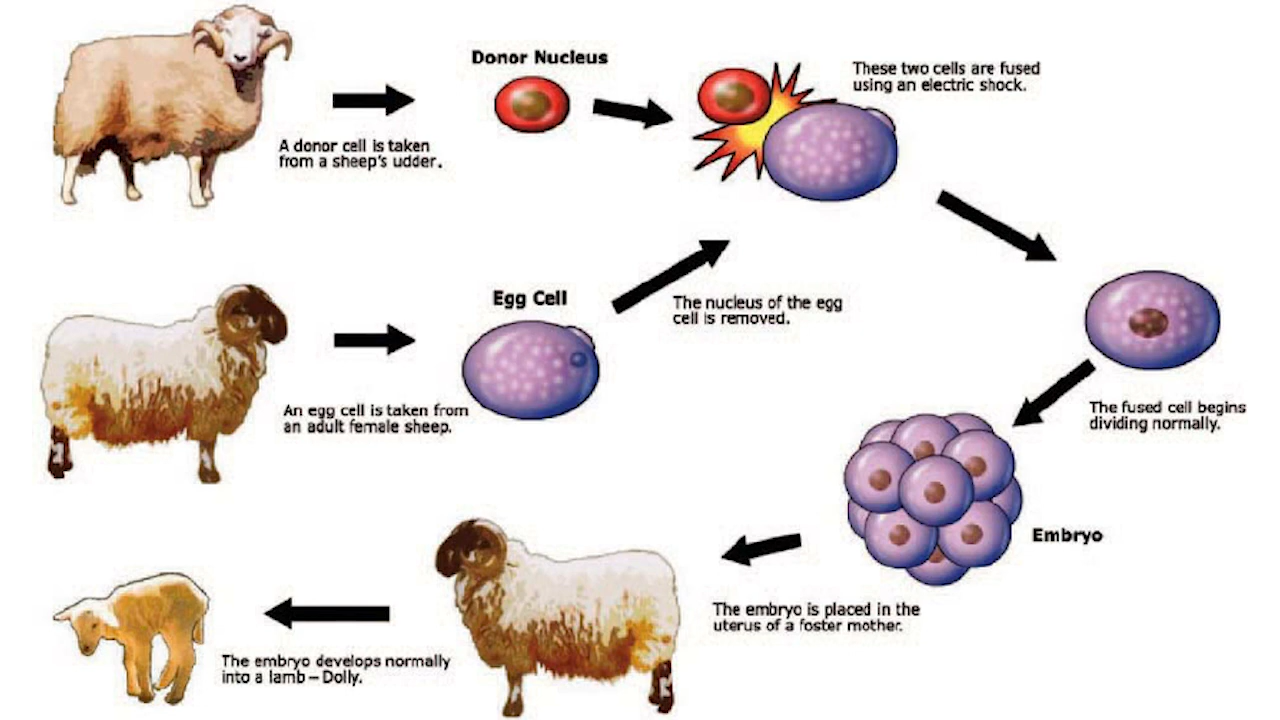 Donor Nucleus
These two cells are fused
using an electric shock.
A donor cell is taken
from a sheep's udder.
Egg Cell
The nucleus of the egg
cell is removed.
An egg cell is taken from
an adult female sheep.
The fused cell begins
dividing normally.
Embryo
The embryo is placed in the
uterus of a foster mother.
The embryo develops normally
into a lamb – Dolly.